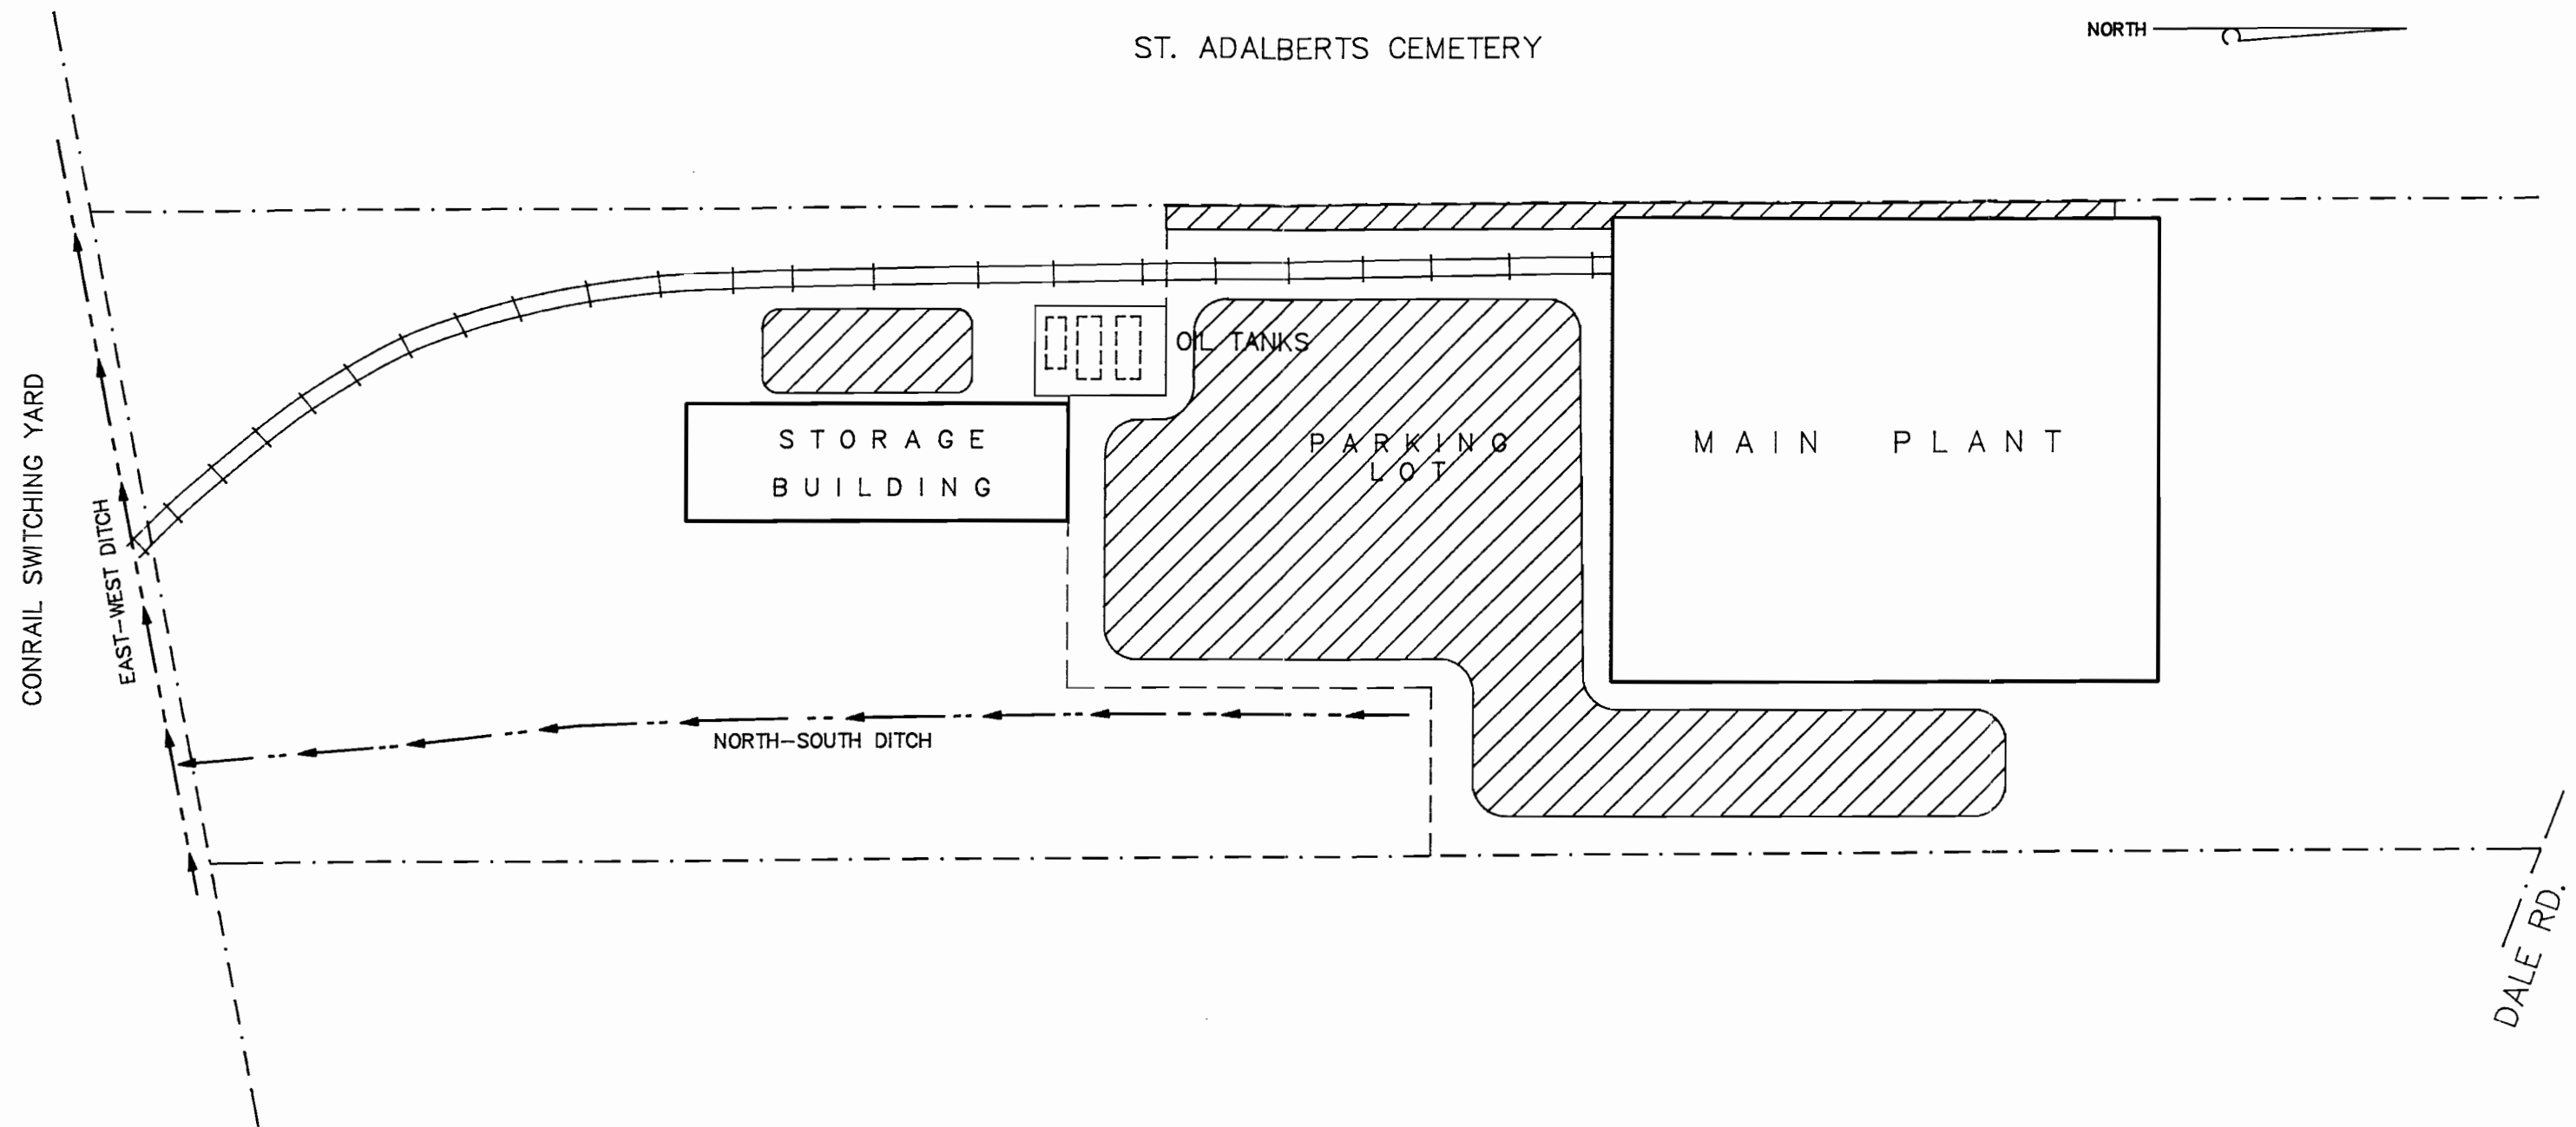 ST. ADALBERTS CEMETERY
NORTH
OIL TANKS
STORAGE
BUILDING
PARKING
LOT
MAIN PLANT
CONRAIL SWITCHING YARD
EAST-WEST DITCH
NORTH-SOUTH DITCH
DALE RD.